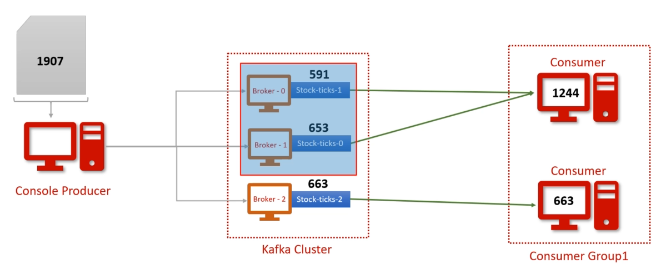 1907
Console Producer
591
Broker - 0
Stock-ticks-1
653
Broker - 1
Stock-ticks-0
663
Broker - 2
Stock-ticks-2
Kafka Cluster
Consumer
1244
Consumer
663
Consumer Group1